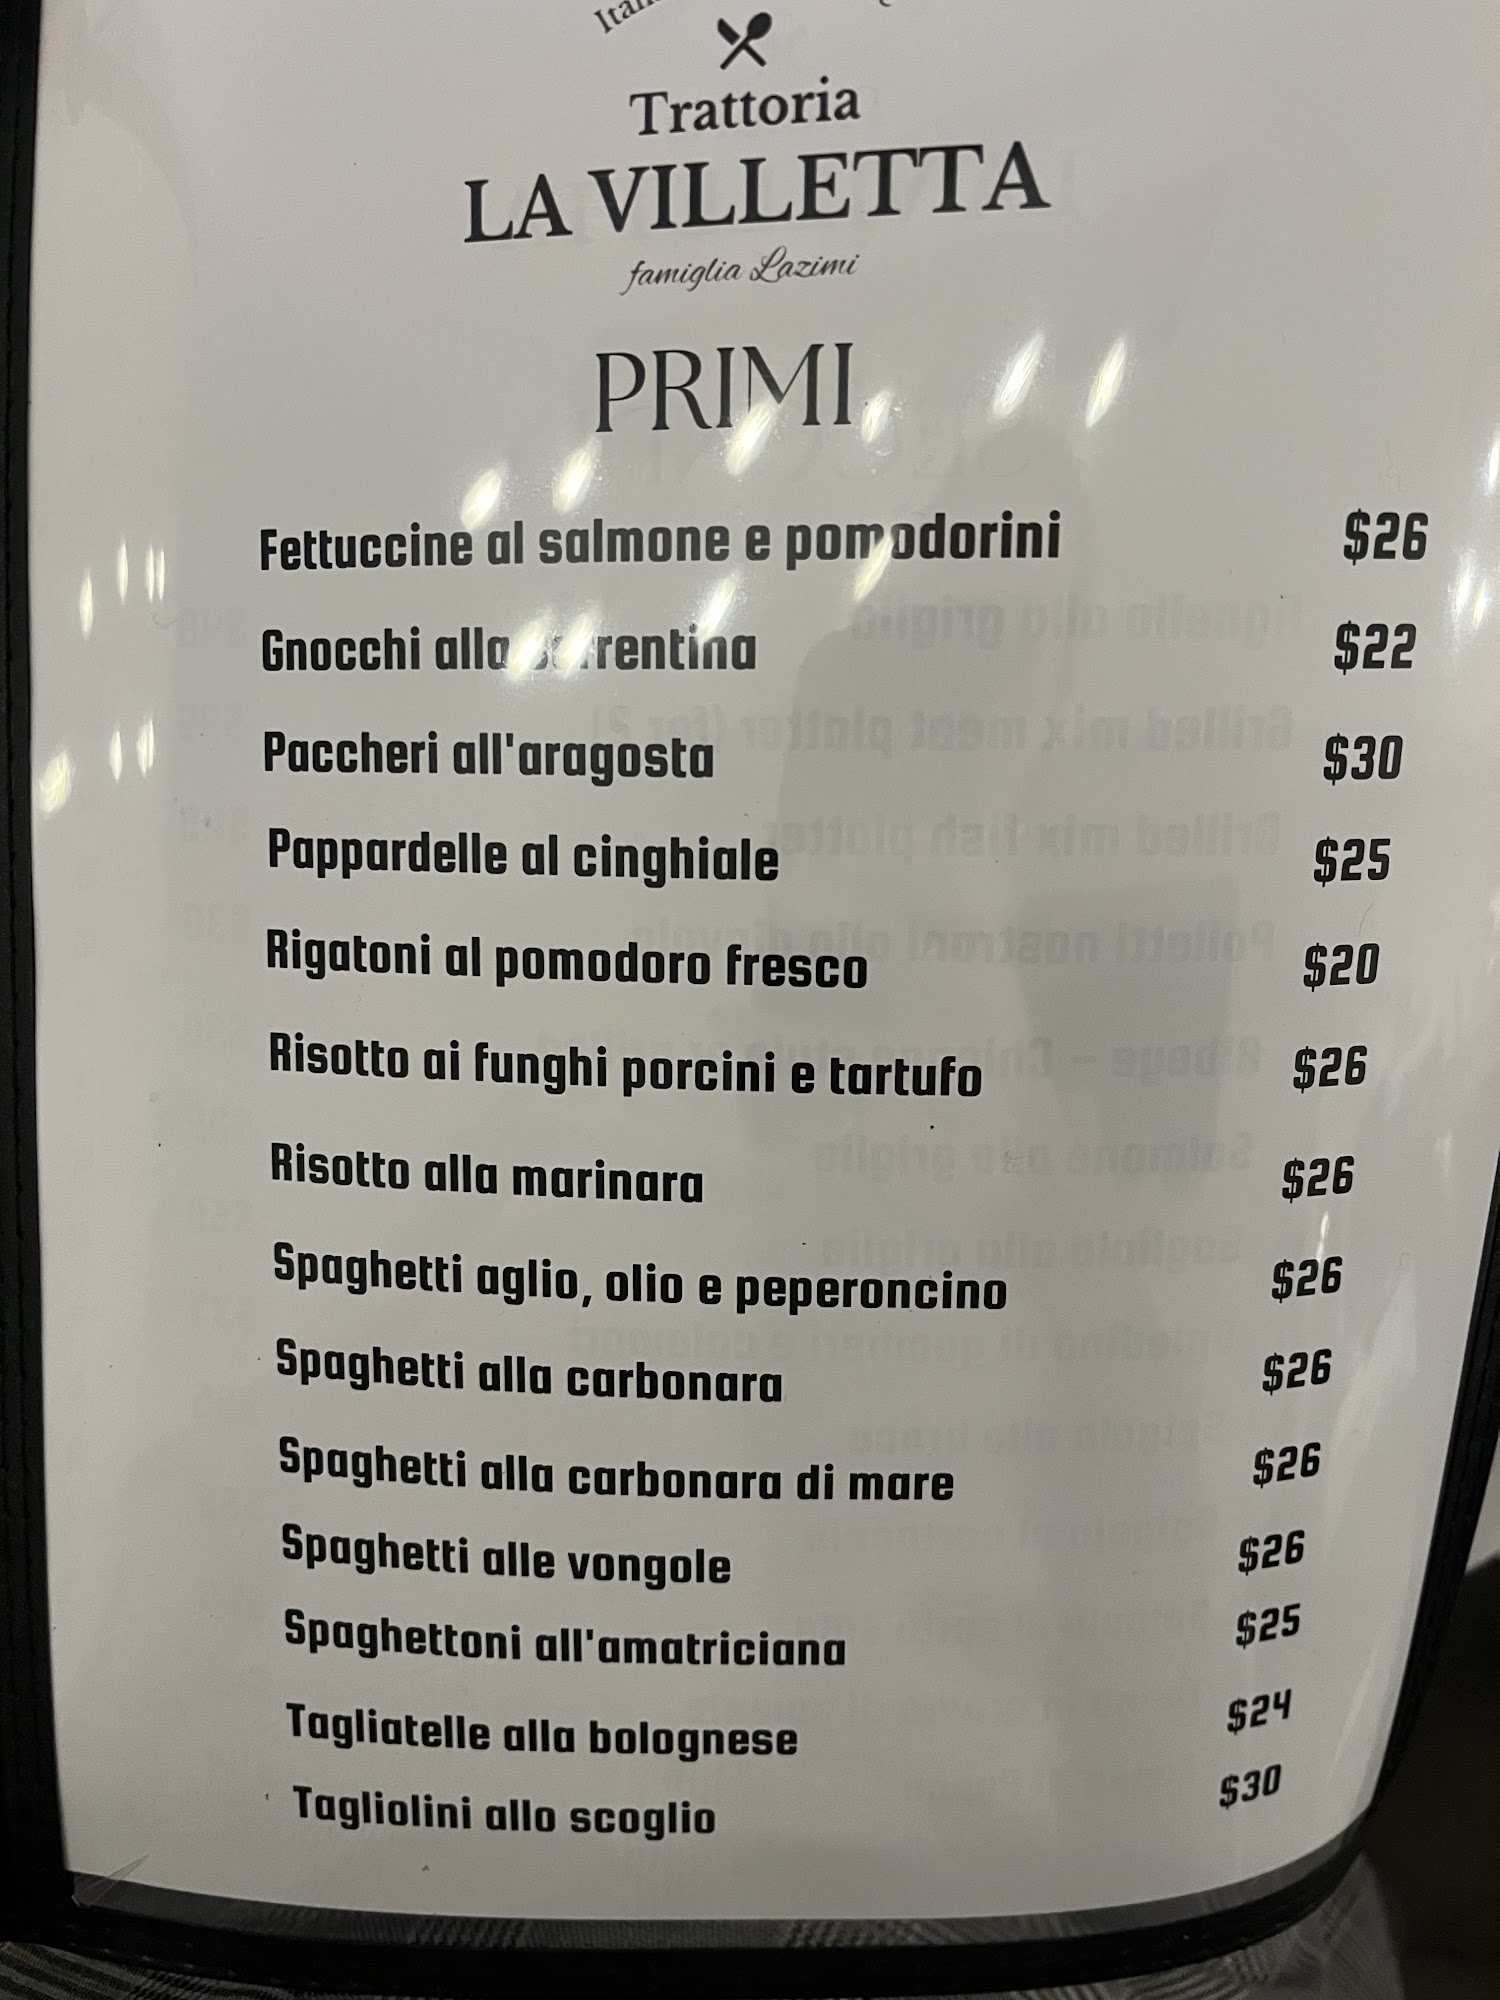 Trattoria
LA VILLETTA
famiglia Lazimi
PRIMI
Fettuccine al salmone e pomodorini $26
Gnocchi alla sorrentina $22
Paccheri all'aragosta $30
Pappardelle al cinghiale $25
Rigatoni al pomodoro fresco $20
Risotto ai funghi porcini e tartufo $26
Risotto alla marinara $26
Spaghetti aglio, olio e peperoncino $26
Spaghetti alla carbonara $26
Spaghetti alla carbonara di mare $26
Spaghetti alle vongole $26
Spaghettoni all'amatriciana $25
Tagliatelle alla bolognese $24
Tagliolini allo scoglio $30